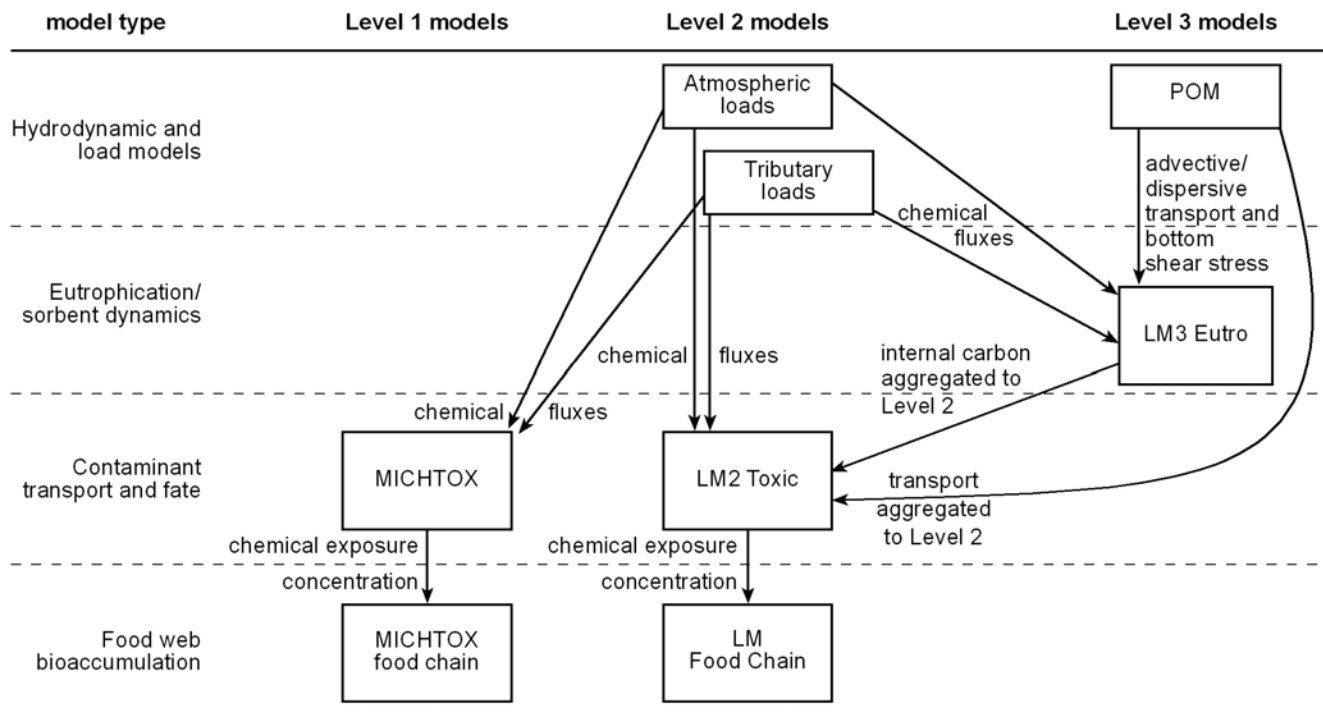 model type
Level 1 models
Level 2 models
Level 3 models
Hydrodynamic and
load models
Atmospheric
loads
POM
Tributary
loads
advective/
dispersive
transport and
bottom
shear stress
chemical
fluxes
Eutrophication/
sorbent dynamics
LM3 Eutro
chemical
fluxes
internal carbon
aggregated to
Level 2
chemical
fluxes
Contaminant
transport and fate
MICHTOX
LM2 Toxic
transport
aggregated
to Level 2
chemical exposure
concentration
chemical exposure
concentration
Food web
bioaccumulation
MICHTOX
food chain
LM
Food Chain